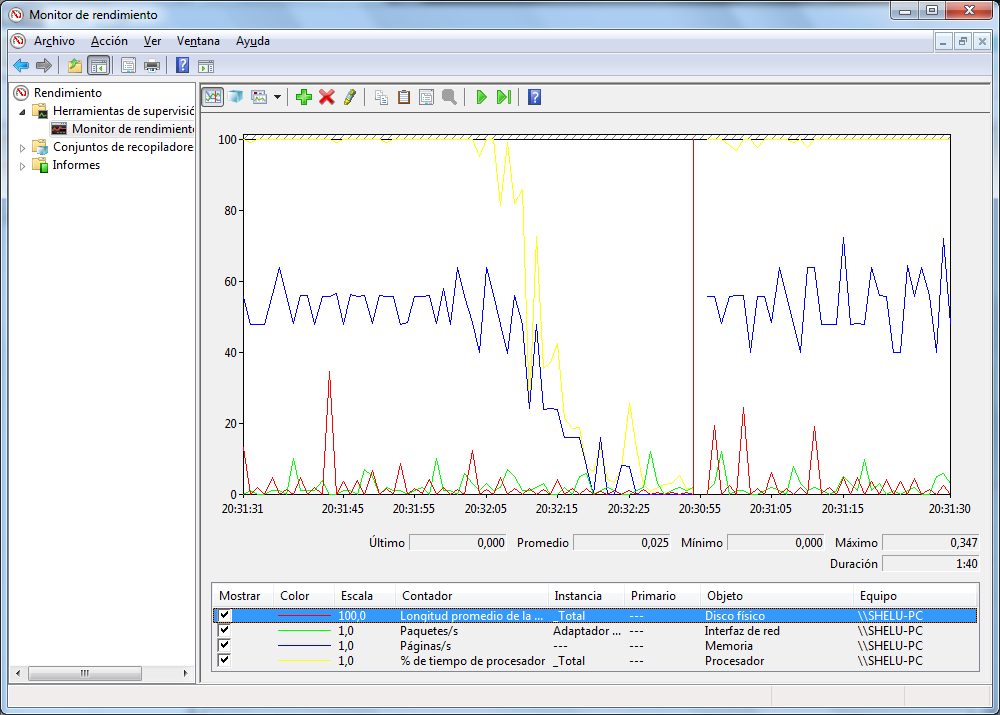 Monitor de rendimiento
Archivo Acción Ver Ventana Ayuda
Rendimiento
Herramientas de supervisió
Monitor de rendimiento
Conjuntos de recopiladore
Informes
100
80
60
40
20
0
20:31:31 20:31:45 20:31:55 20:32:05 20:32:15 20:32:25 20:30:55 20:31:05 20:31:15 20:31:30
Último 0,000 Promedio 0,025 Mínimo 0,000 Máximo 0,347
Duración 1:40
Mostrar Color Escala Contador Instancia Primario Objeto Equipo
100,0 Longitud promedio de la ... _Total --- Disco físico \\SHELU-PC
1,0 Paquetes/s Adaptador ... --- Interfaz de red \\SHELU-PC
1,0 Páginas/s --- --- Memoria \\SHELU-PC
1,0 % de tiempo de procesador _Total --- Procesador \\SHELU-PC